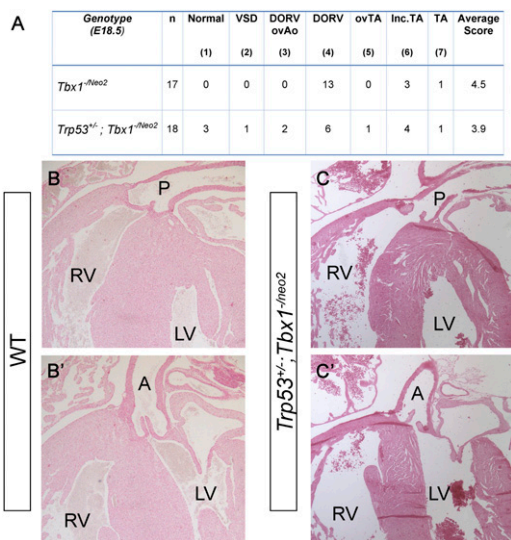 A
Genotype (E18.5) n Normal (1) VSD (2) DORV ovAo (3) DORV (4) ovTA (5) Inc.TA (6) TA (7) Average Score
Tbx1-/Neo2 17 0 0 0 13 0 3 1 4.5
Trp53+/-; Tbx1-/Neo2 18 3 1 2 6 1 4 1 3.9
WT
B
P
RV
LV
B'
A
RV
LV
Trp53+/-;Tbx1-/neo2
C
P
RV
LV
C'
A
RV
LV